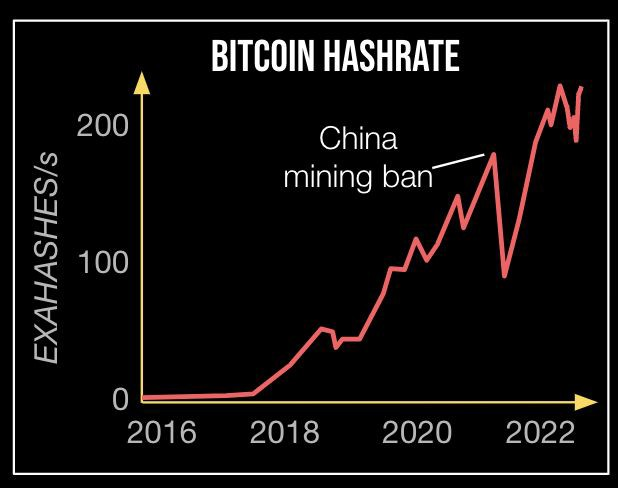 BITCOIN HASHRATE
EXAHASHES/s
200
100
0
China
mining ban
2016
2018
2020
2022